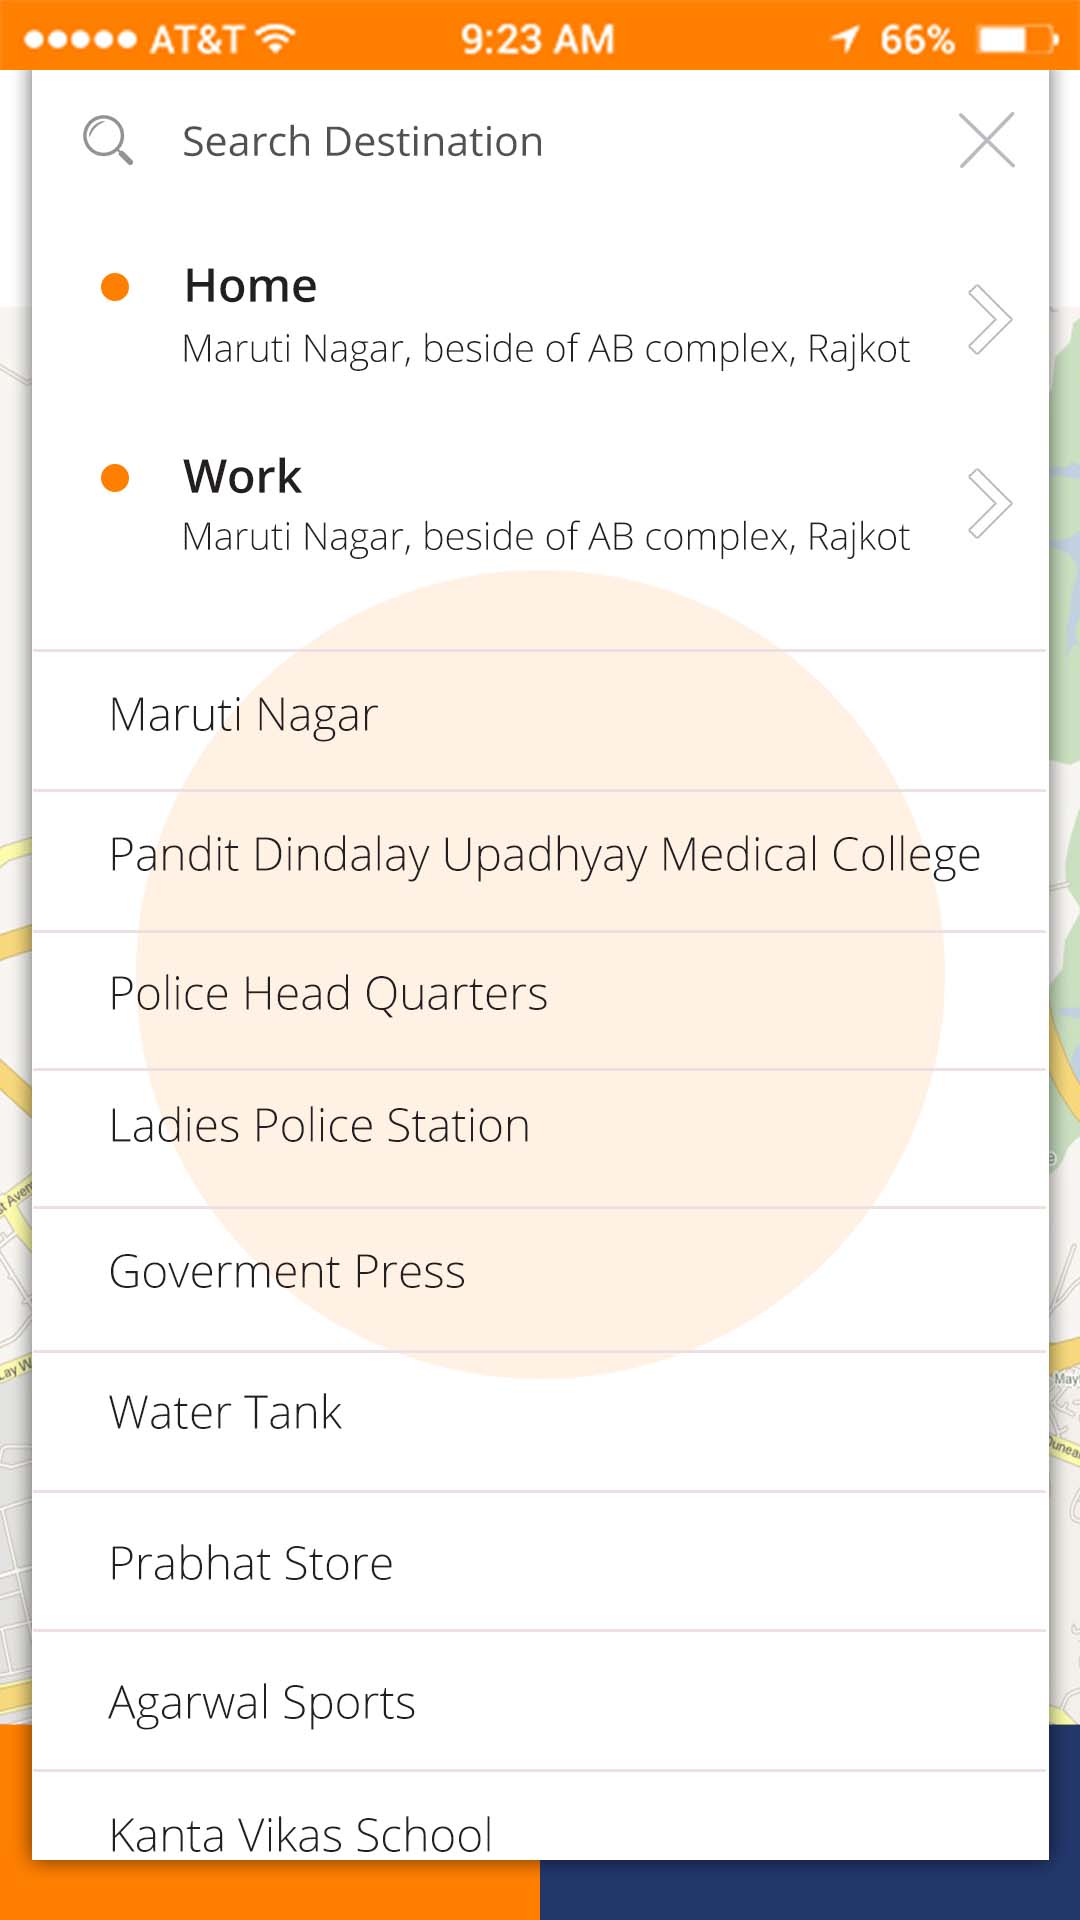 AT&T 9:23 AM 66%
Search Destination
Home
Maruti Nagar, beside of AB complex, Rajkot
Work
Maruti Nagar, beside of AB complex, Rajkot
Maruti Nagar
Pandit Dindalay Upadhyay Medical College
Police Head Quarters
Ladies Police Station
Goverment Press
Water Tank
Prabhat Store
Agarwal Sports
Kanta Vikas School